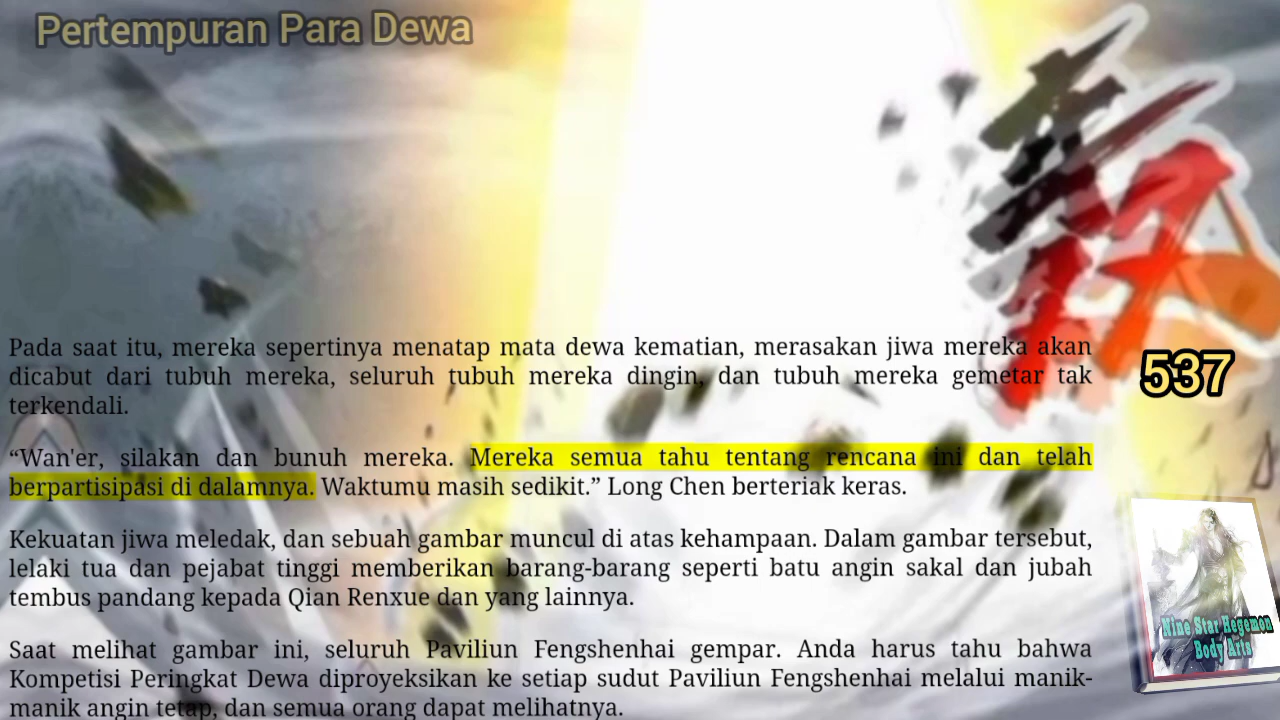 Pertempuran Para Dewa
Pada saat itu, mereka sepertinya menatap mata dewa kematian, merasakan jiwa mereka akan
dicabut dari tubuh mereka, seluruh tubuh mereka dingin, dan tubuh mereka gemetar tak
terkendali.
537
“Wan'er, silakan dan bunuh mereka. Mereka semua tahu tentang rencana ini dan telah
berpartisipasi di dalamnya. Waktumu masih sedikit.” Long Chen berteriak keras.
Kekuatan jiwa meledak, dan sebuah gambar muncul di atas kehampaan. Dalam gambar tersebut,
lelaki tua dan pejabat tinggi memberikan barang-barang seperti batu angin sakal dan jubah
tembus pandang kepada Qian Renxue dan yang lainnya.
Saat melihat gambar ini, seluruh Paviliun Fengshenhai gempar. Anda harus tahu bahwa
Kompetisi Peringkat Dewa diproyeksikan ke setiap sudut Paviliun Fengshenhai melalui manik-
manik angin tetap, dan semua orang dapat melihatnya.
Nine Star Hegemon
Body Arts